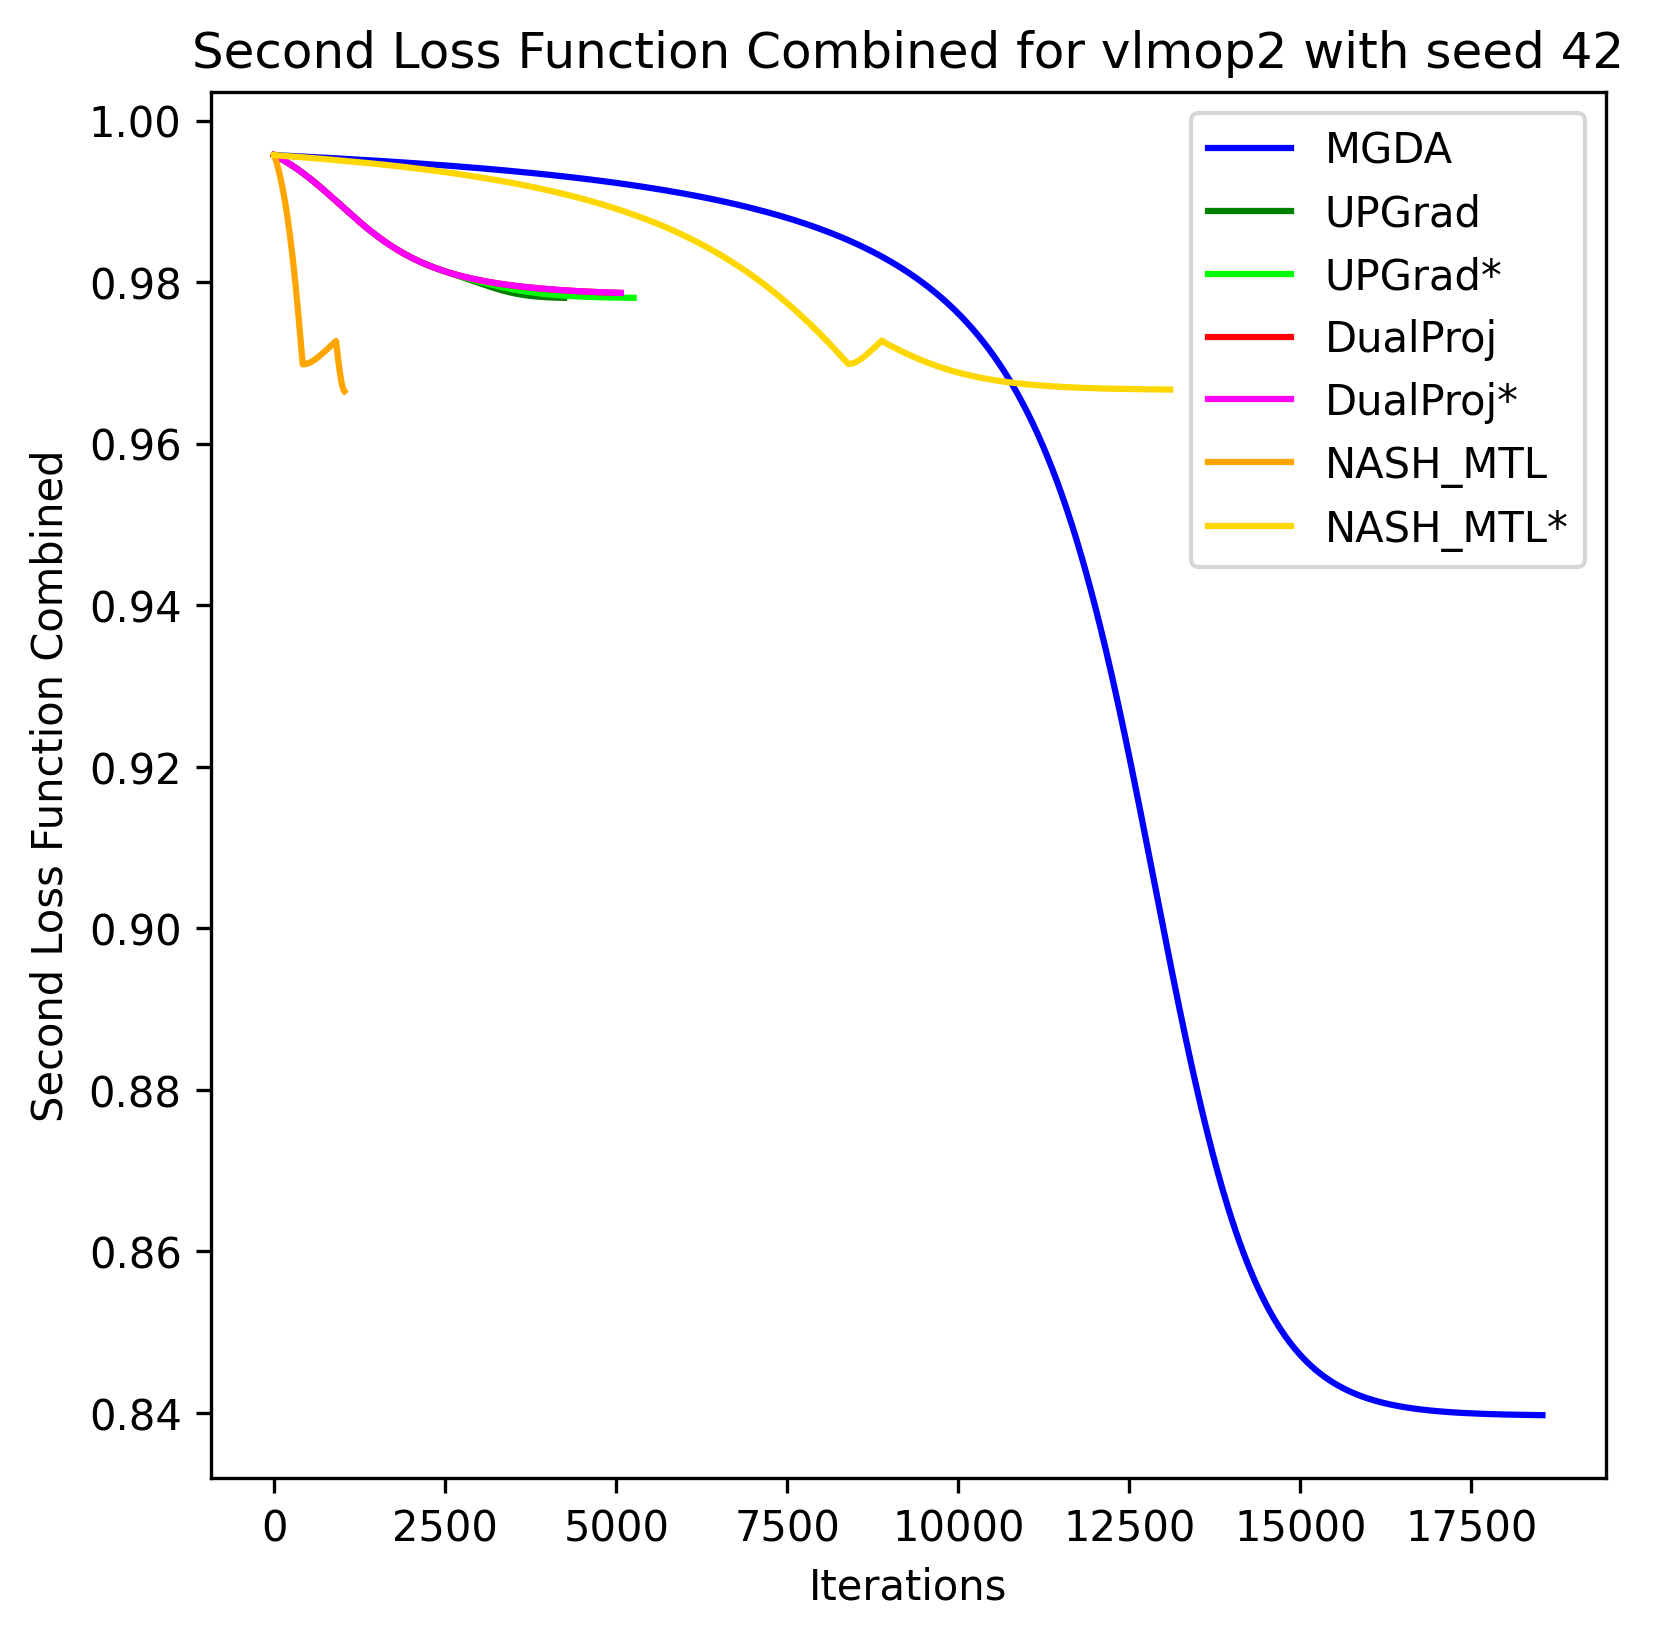 Second Loss Function Combined for vlmop2 with seed 42
Second Loss Function Combined
1.00
0.98
0.96
0.94
0.92
0.90
0.88
0.86
0.84
MGDA
UPGrad
UPGrad*
DualProj
DualProj*
NASH_MTL
NASH_MTL*
0 2500 5000 7500 10000 12500 15000 17500
Iterations